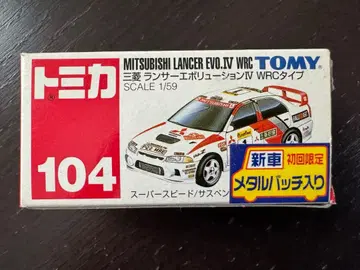 トミカ
104
MITSUBISHI LANCER EVO.IV WRC
TOMY
三菱 ランサーエボリューションIV WRCタイプ
SCALE 1/59
スーパースピード/サスペン
新車
初回限定
メタルバッチ入り